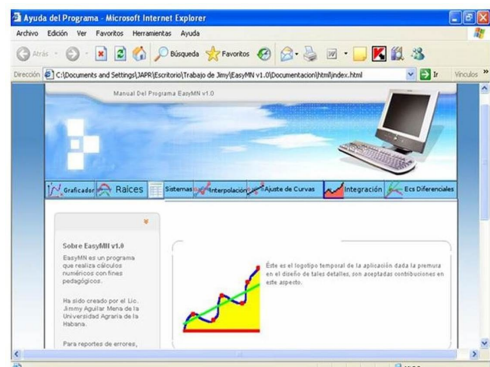 Ayuda del Programa - Microsoft Internet Explorer
Archivo Edición Ver Favoritos Herramientas Ayuda
Atrás Búsqueda Favoritos
Dirección C:\Documents and Settings\JAPR\Escritorio\Trabajo de Jimy\EasyMN v1.0\Documentacion\html\index.html Ir Vínculos »
Manual Del Programa EasyMN v1.0
Graficador Raíces Sistemas Interpolación Ajuste de Curvas Integración Ecs Diferenciales
Sobre EasyMN v1.0
EasyMN es un programa
que realiza cálculos
numéricos con fines
pedagógicos.
Ha sido creado por el Lic.
Jimmy Aguilar Mena de la
Universidad Agraria de la
Habana.
Para reportes de errores,
Éste es el logotipo temporal de la aplicación dada la premura
en el diseño de tales detalles, son aceptadas contribuciones en
este aspecto.